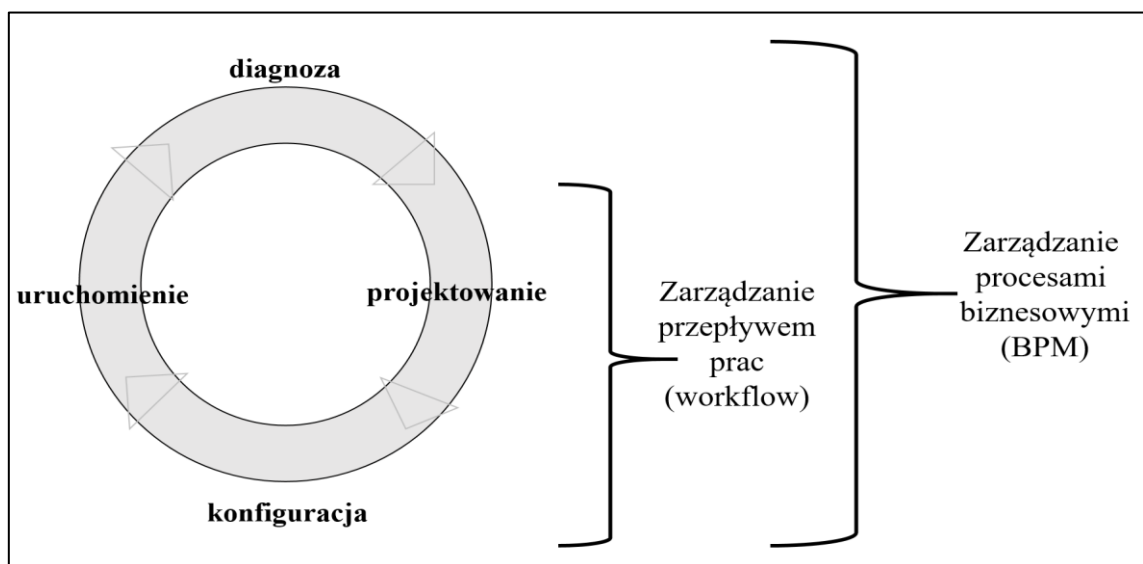 diagnoza
uruchomienie
projektowanie
konfiguracja
Zarządzanie
przepływem
prac
(workflow)
Zarządzanie
procesami
biznesowymi
(BPM)